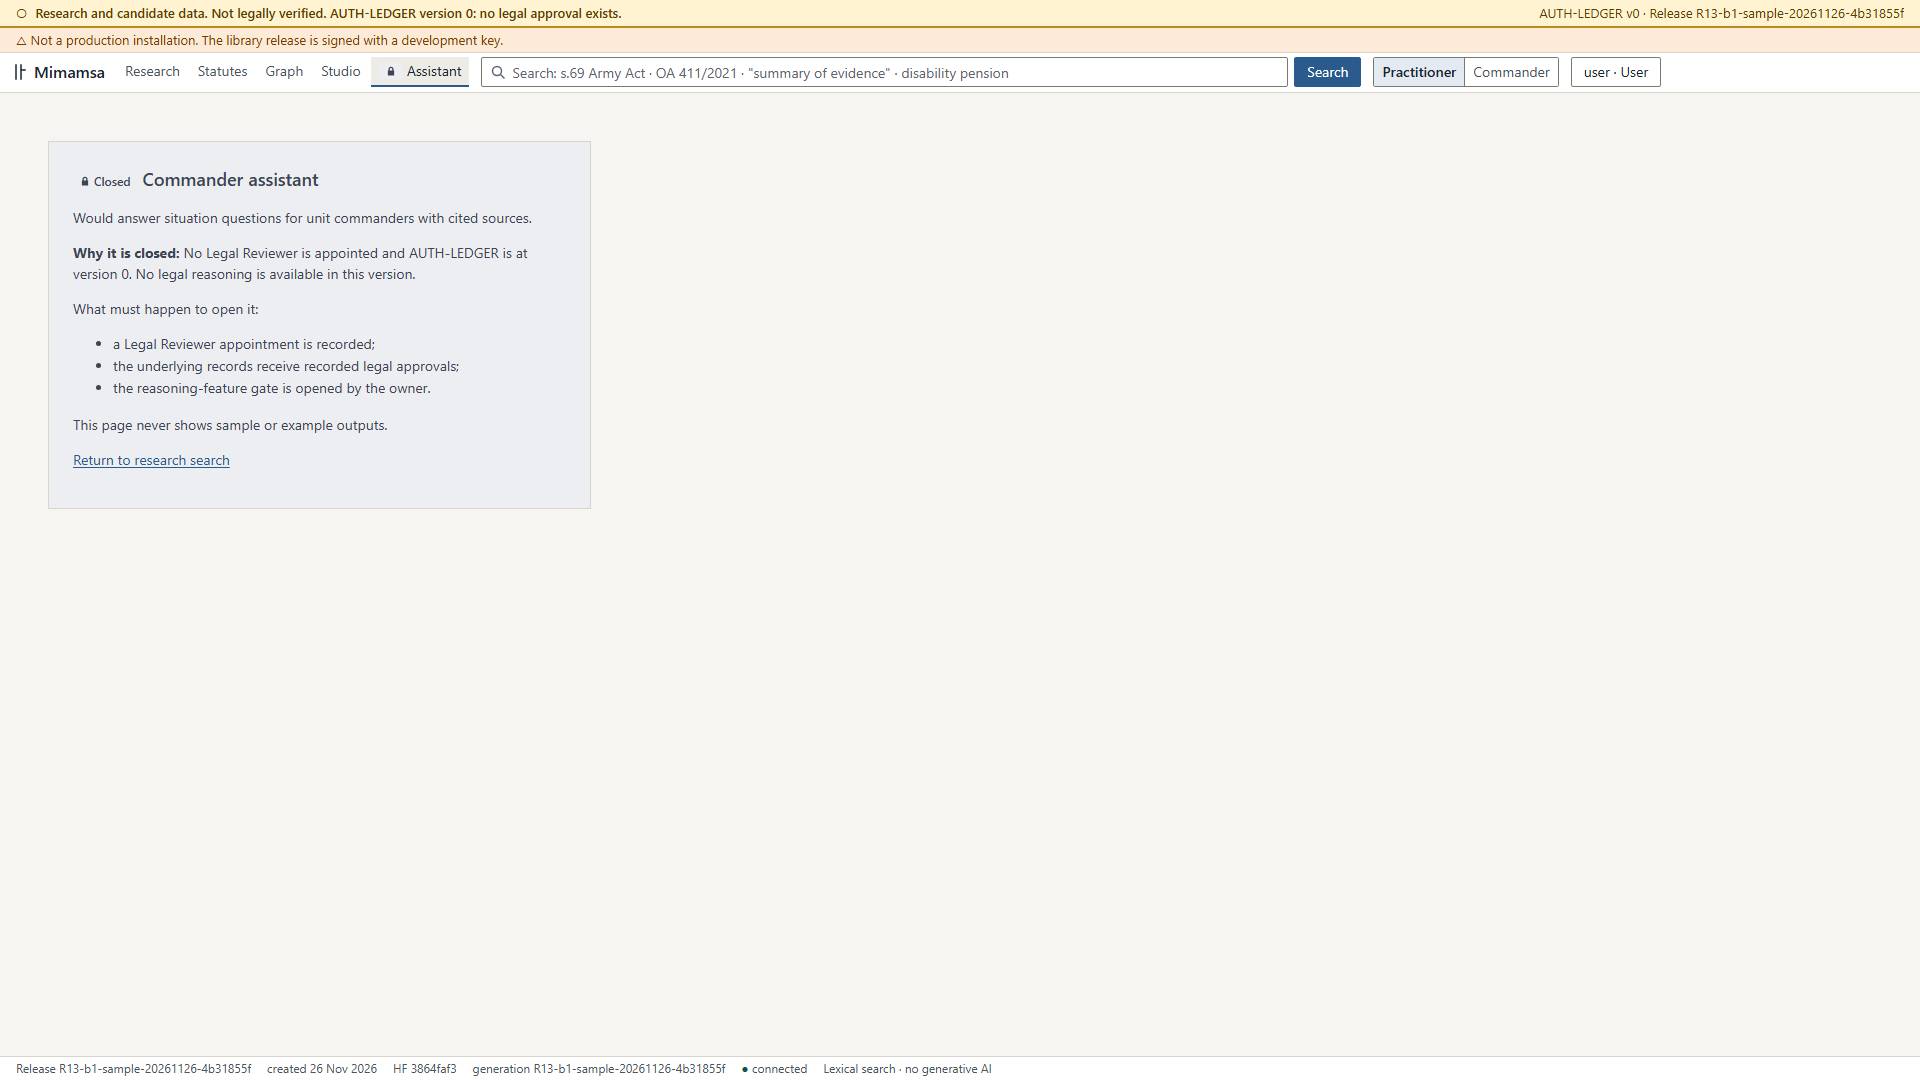 Research and candidate data. Not legally verified. AUTH-LEDGER version 0: no legal approval exists.
AUTH-LEDGER v0 · Release R13-b1-sample-20261126-4b31855f
Not a production installation. The library release is signed with a development key.
Mimamsa
Research
Statutes
Graph
Studio
Assistant
Search: s.69 Army Act · OA 411/2021 · "summary of evidence" · disability pension
Search
Practitioner
Commander
user · User
Closed
Commander assistant
Would answer situation questions for unit commanders with cited sources.
Why it is closed: No Legal Reviewer is appointed and AUTH-LEDGER is at
version 0. No legal reasoning is available in this version.
What must happen to open it:
• a Legal Reviewer appointment is recorded;
• the underlying records receive recorded legal approvals;
• the reasoning-feature gate is opened by the owner.
This page never shows sample or example outputs.
Return to research search
Release R13-b1-sample-20261126-4b31855f
created 26 Nov 2026
HF 3864faf3
generation R13-b1-sample-20261126-4b31855f
● connected
Lexical search · no generative AI